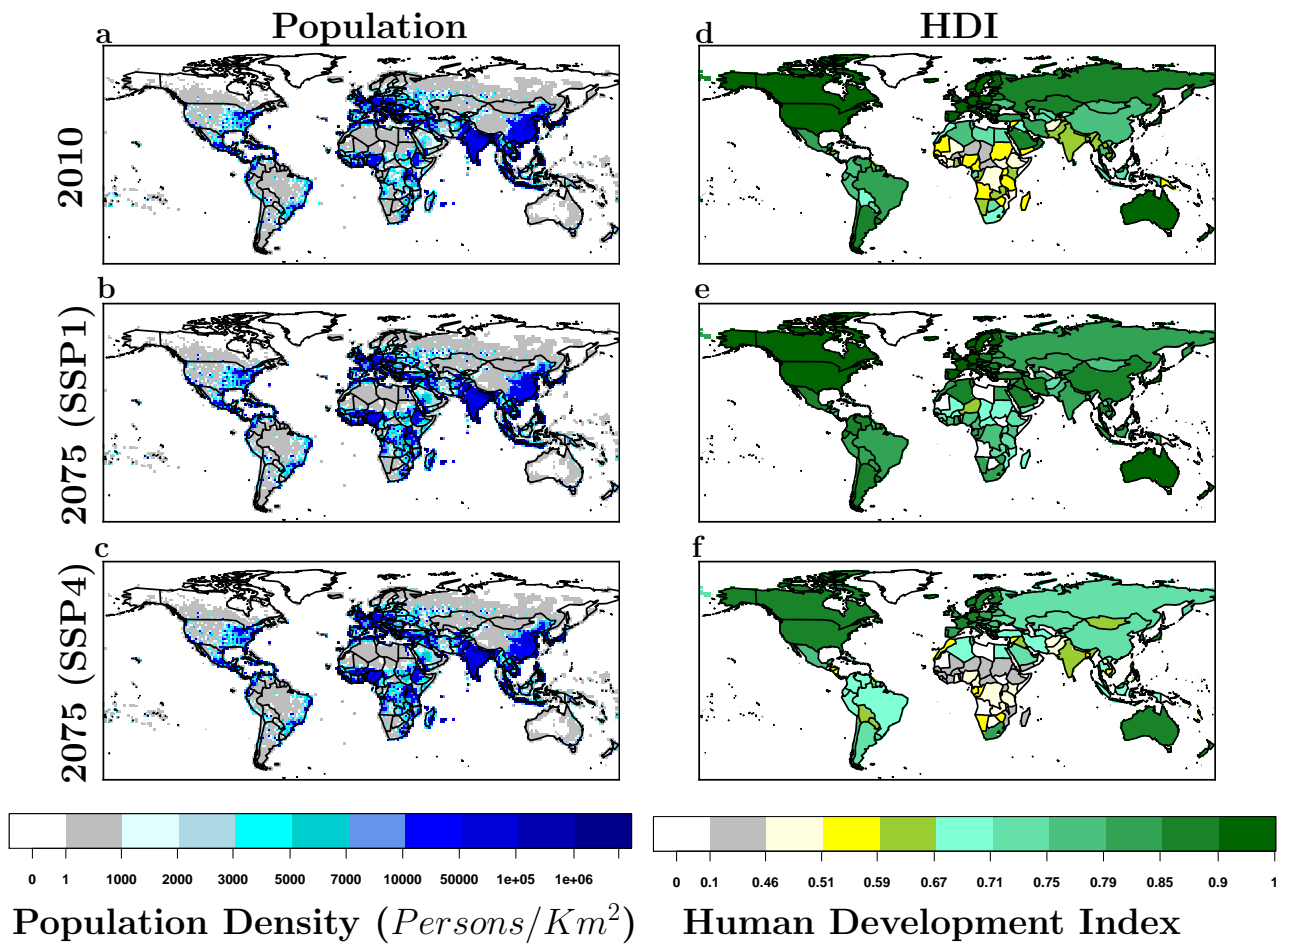 Population
HDI
a
d
2010
b
e
2075 (SSP1)
c
f
2075 (SSP4)
0 1 1000 2000 3000 5000 7000 10000 50000 1e+05 1e+06
0 0.1 0.46 0.51 0.59 0.67 0.71 0.75 0.79 0.85 0.9 1
Population Density (Persons/Km²)
Human Development Index